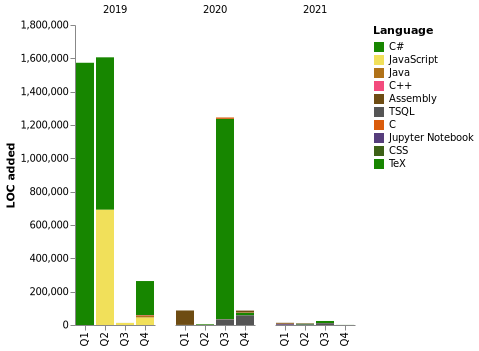 2019 2020 2021
Language
C#
JavaScript
Java
C++
Assembly
TSQL
C
Jupyter Notebook
CSS
TeX
LOC added
1,800,000
1,600,000
1,400,000
1,200,000
1,000,000
800,000
600,000
400,000
200,000
0
Q1 Q2 Q3 Q4 Q1 Q2 Q3 Q4 Q1 Q2 Q3 Q4